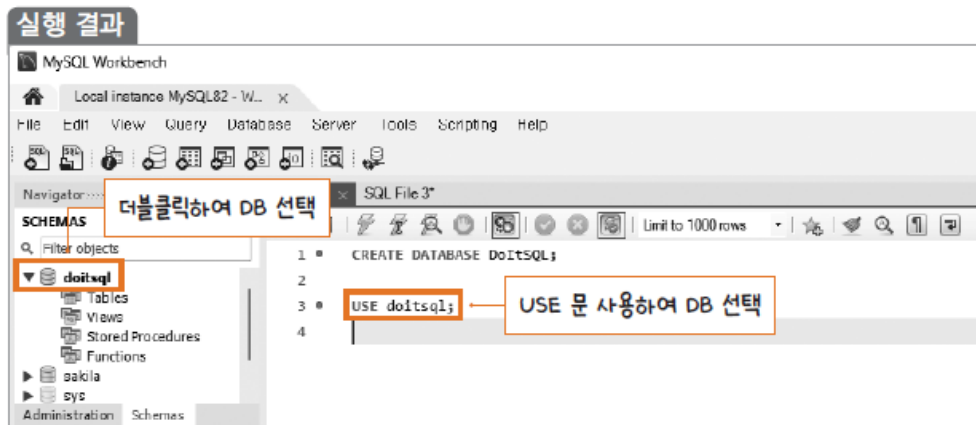 실행 결과
MySQL Workbench
Local instance MySQL82 - W... ×
File Edit View Query Database Server Tools Scripting Help
Navigator
SQL File 3*
더블클릭하여 DB 선택
SCHEMAS
Limit to 1000 rows
Filter objects
1 CREATE DATABASE DoItSQL;
doitsql
2
Tables
3 USE doitsql;
USE 문 사용하여 DB 선택
Views
4
Stored Procedures
Functions
sakila
sys
Administration Schemas